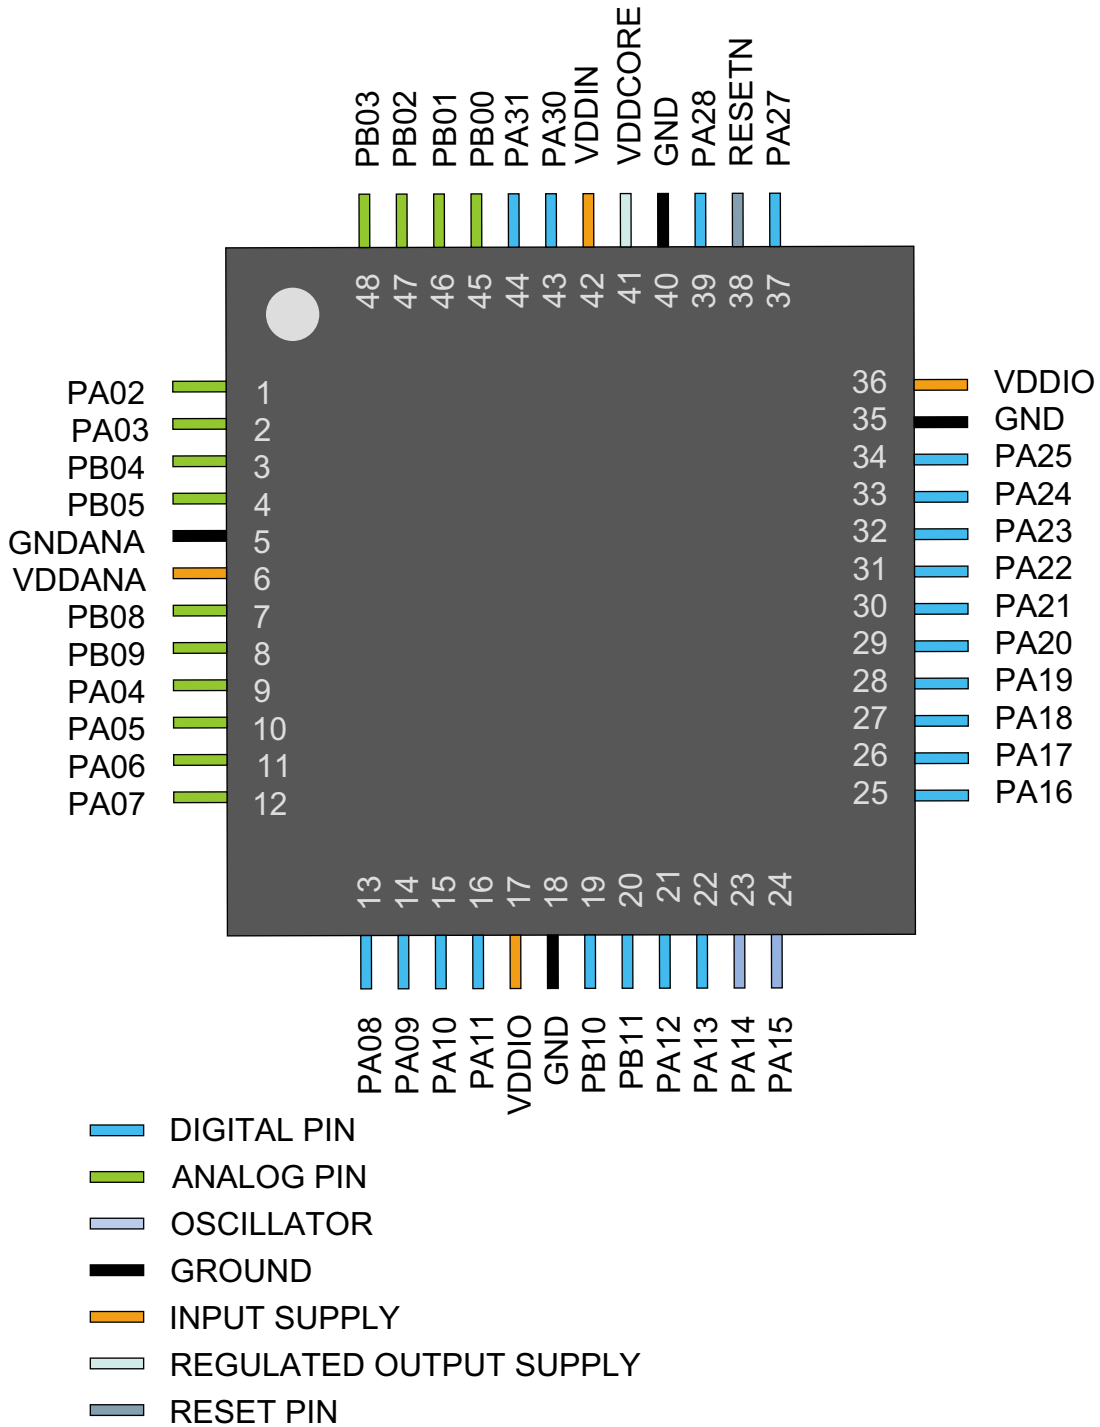 PB03
PB02
PB01
PB00
PA31
PA30
VDDIN
VDDCORE
GND
PA28
RESETN
PA27
48
47
46
45
44
43
42
41
40
39
38
37
PA02 1
PA03 2
PB04 3
PB05 4
GNDANA 5
VDDANA 6
PB08 7
PB09 8
PA04 9
PA05 10
PA06 11
PA07 12
36 VDDIO
35 GND
34 PA25
33 PA24
32 PA23
31 PA22
30 PA21
29 PA20
28 PA19
27 PA18
26 PA17
25 PA16
13
14
15
16
17
18
19
20
21
22
23
24
PA08
PA09
PA10
PA11
VDDIO
GND
PB10
PB11
PA12
PA13
PA14
PA15
DIGITAL PIN
ANALOG PIN
OSCILLATOR
GROUND
INPUT SUPPLY
REGULATED OUTPUT SUPPLY
RESET PIN